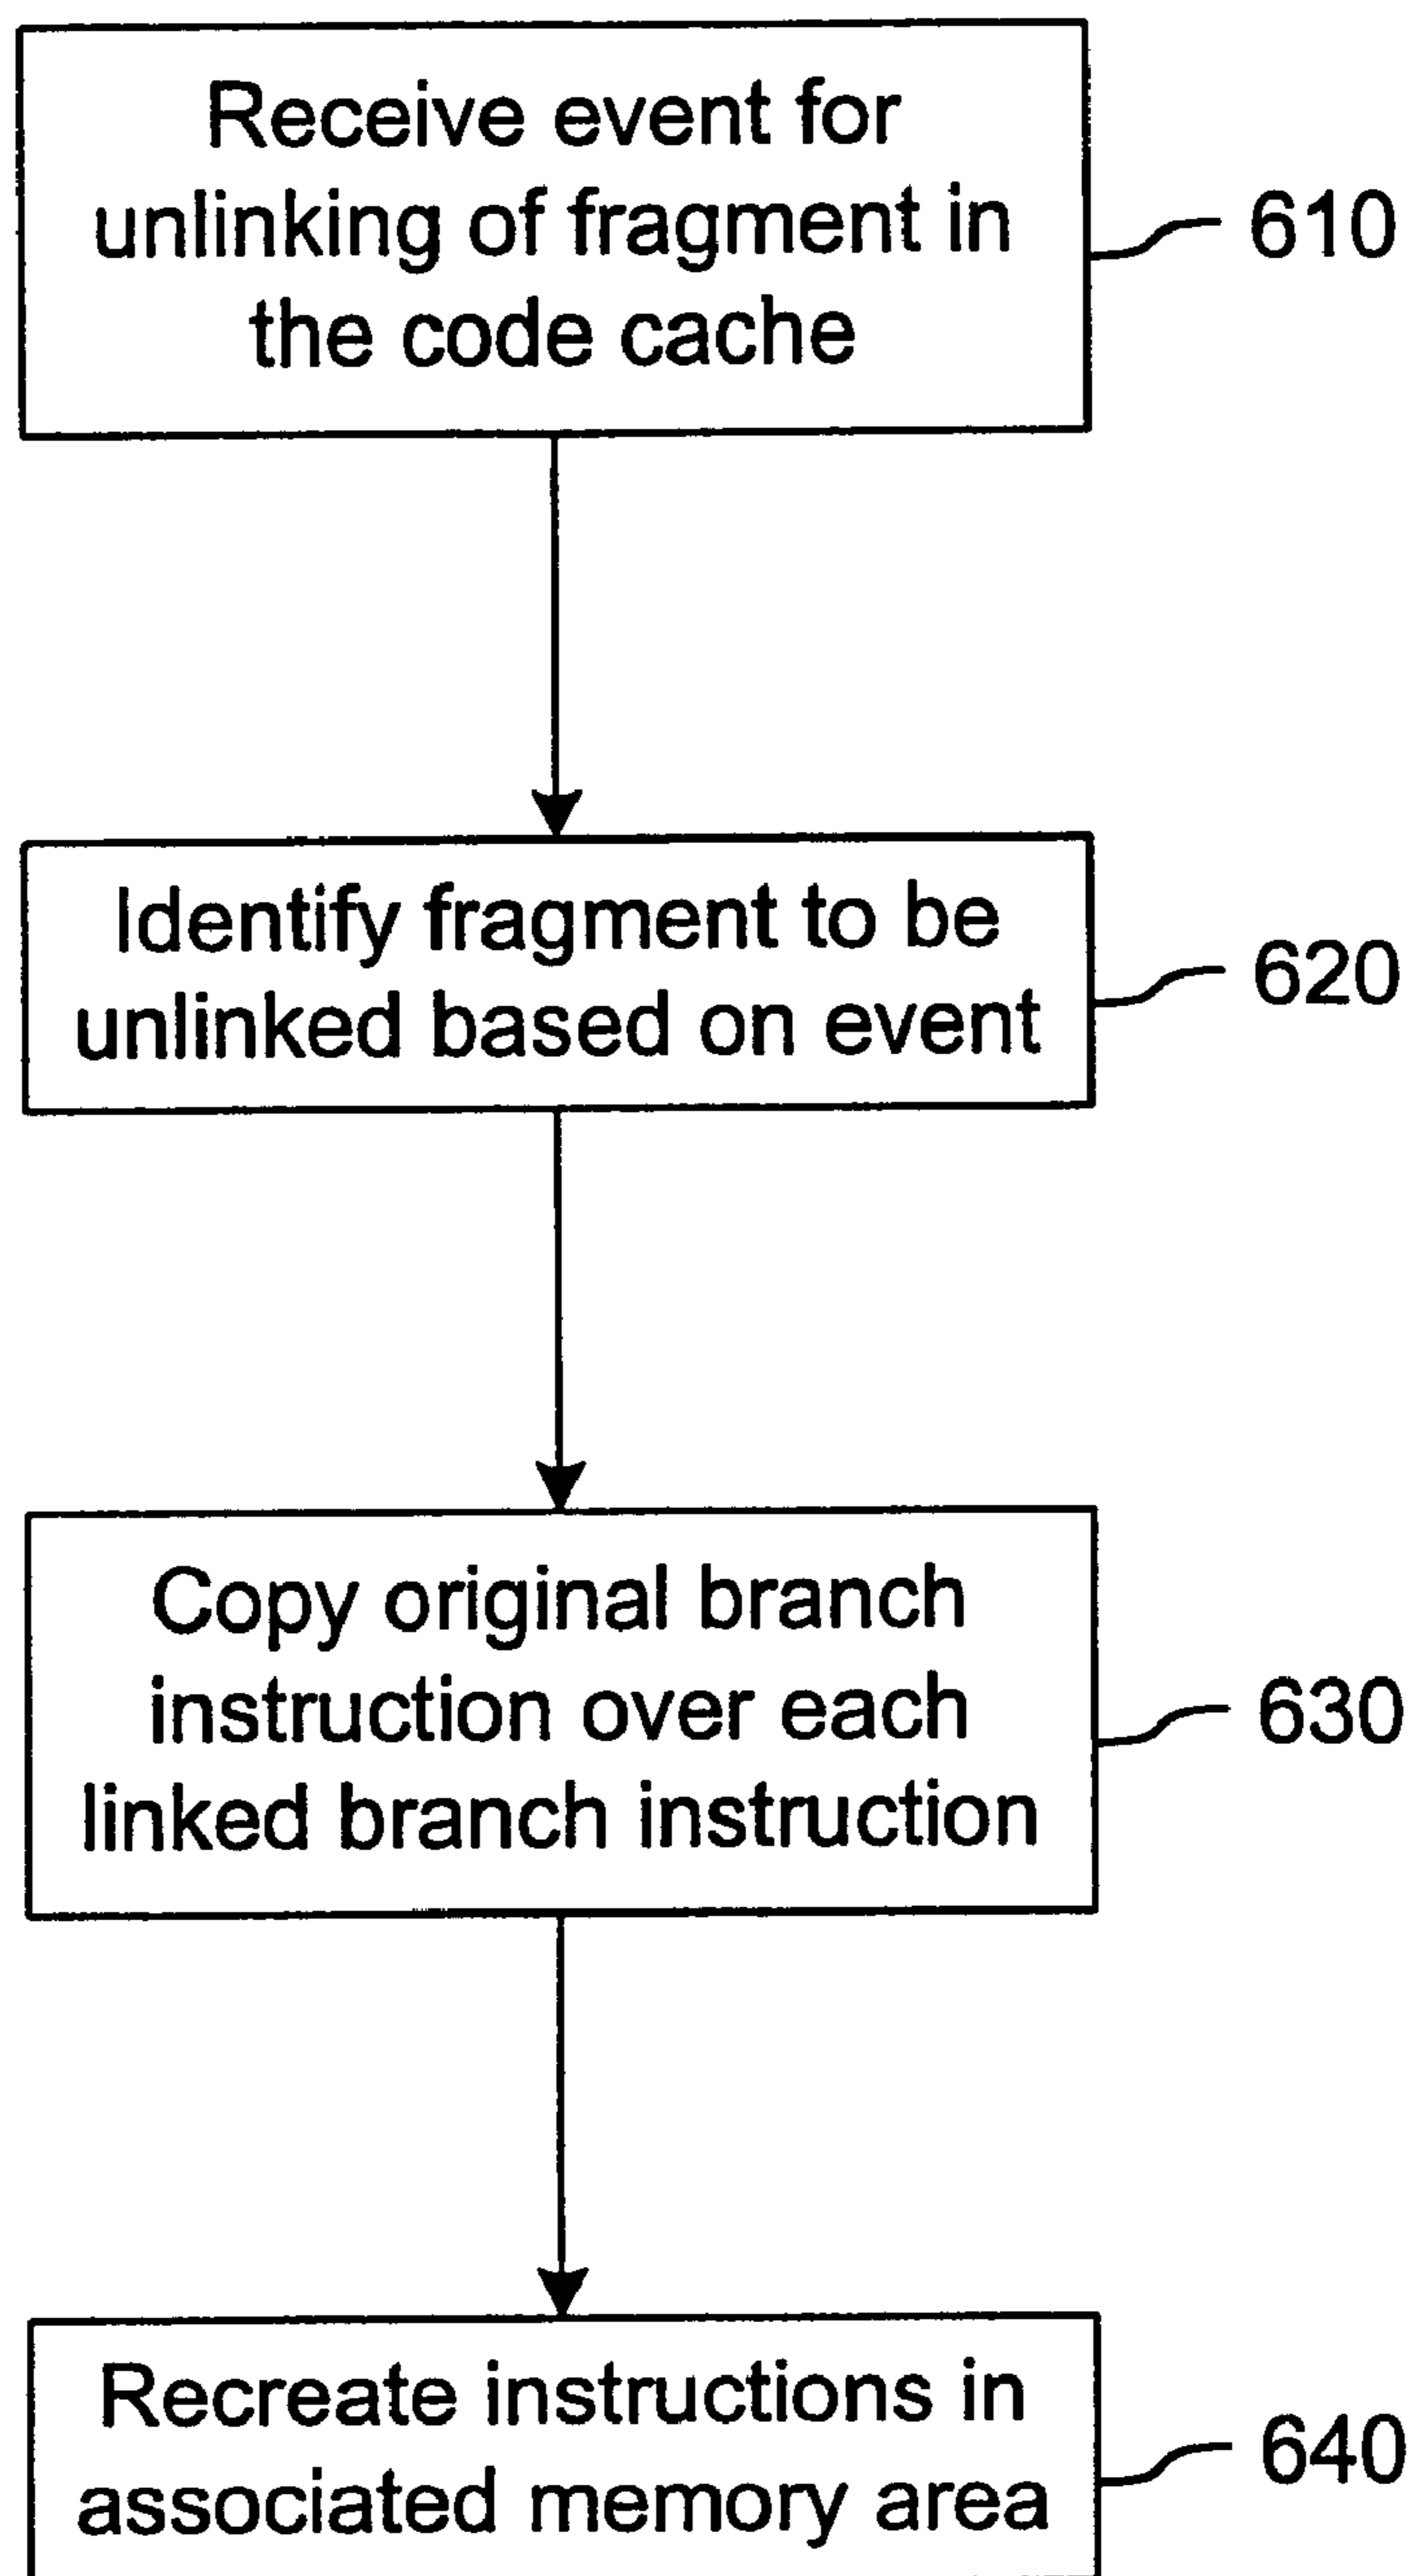 Receive event for
unlinking of fragment in
the code cache
610
Identify fragment to be
unlinked based on event
620
Copy original branch
instruction over each
linked branch instruction
630
Recreate instructions in
associated memory area
640